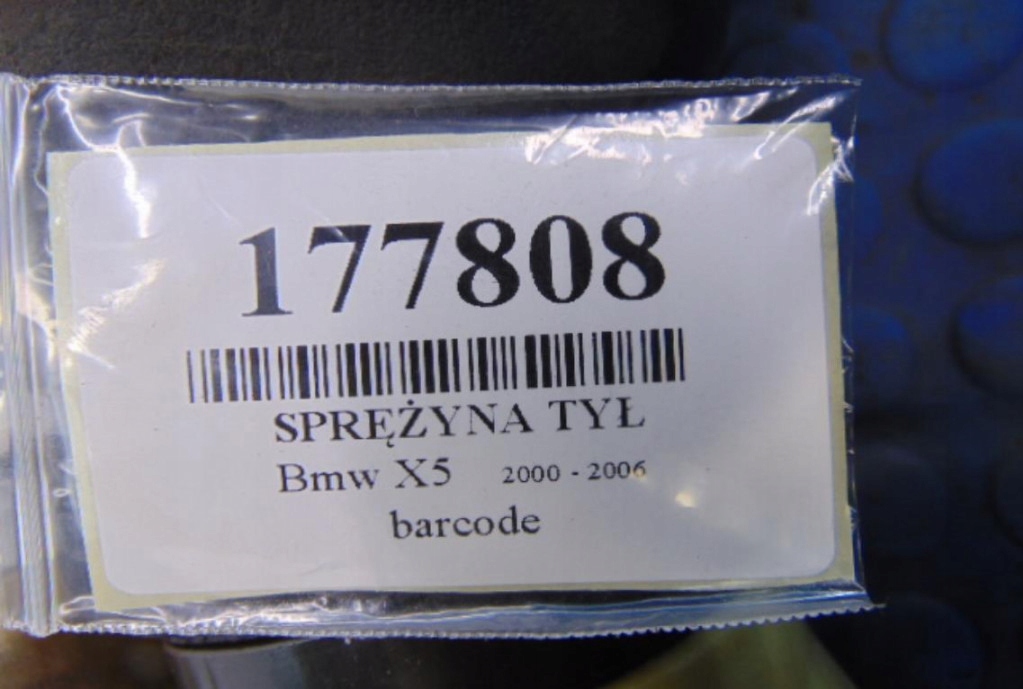 177808
SPRĘŻYNA TYŁ
Bmw X5 2000 - 2006
barcode